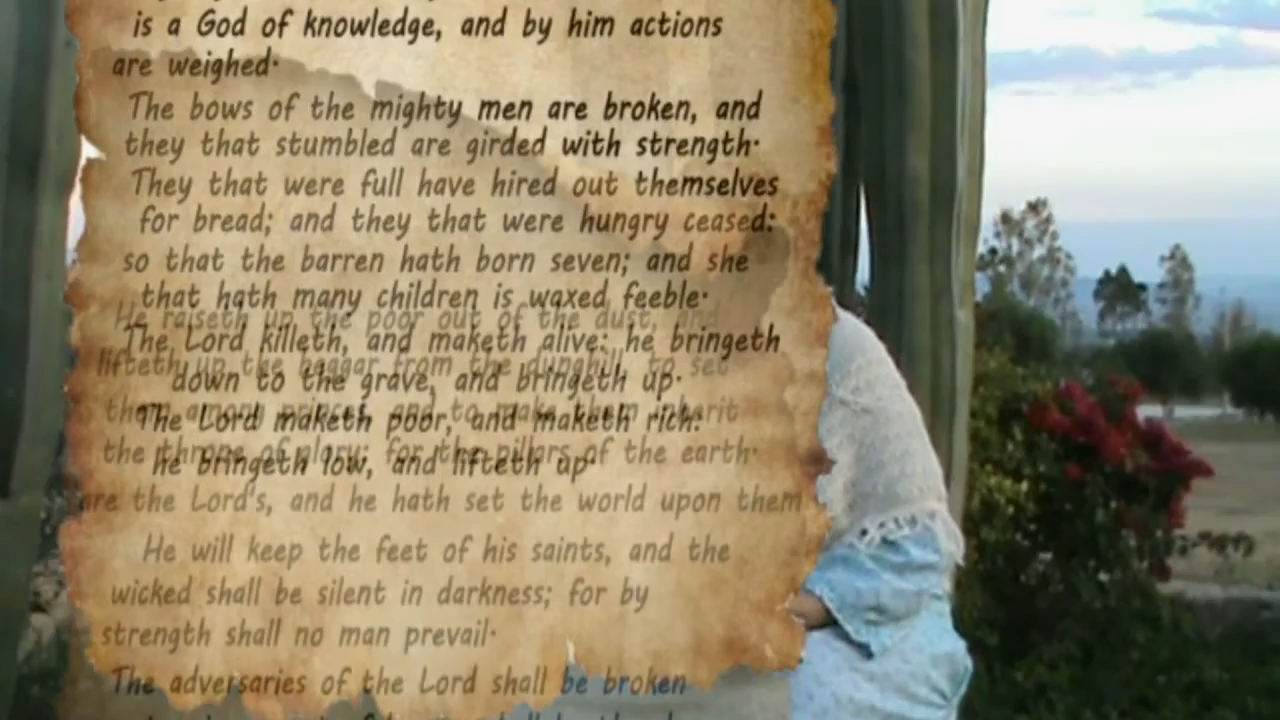 is a God of knowledge, and by him actions
are weighed·
The bows of the mighty men are broken, and
they that stumbled are girded with strength·
They that were full have hired out themselves
for bread; and they that were hungry ceased:
so that the barren hath born seven; and she
that hath many children is waxed feeble·
He raiseth up the poor out of the dust, and
The Lord killeth, and maketh alive: he bringeth
lifteth up the beggar from the dunghill, to set
down to the grave, and bringeth up·
them among princes, and to make them inherit
The Lord maketh poor, and maketh rich:
the throne of glory: for the pillars of the earth·
he bringeth low, and lifteth up·
are the Lord's, and he hath set the world upon them
He will keep the feet of his saints, and the
wicked shall be silent in darkness; for by
strength shall no man prevail·
The adversaries of the Lord shall be broken